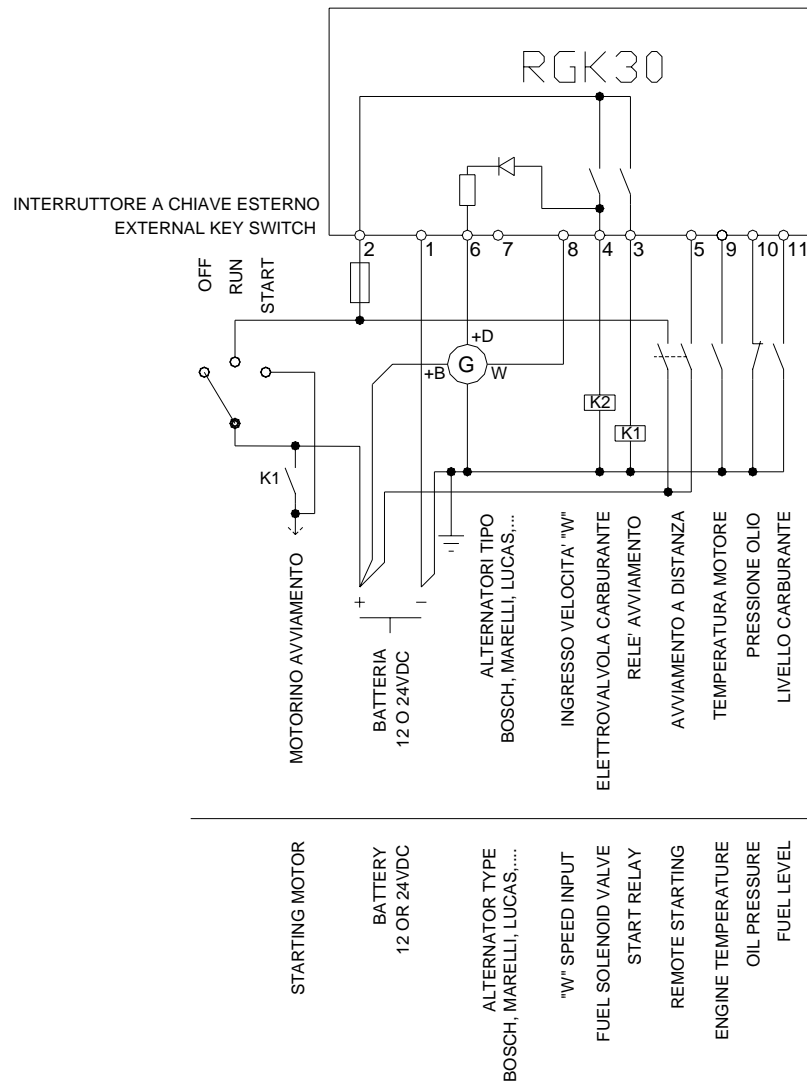 RGK30
INTERRUTTORE A CHIAVE ESTERNO
EXTERNAL KEY SWITCH
2
1
6
7
8
4
3
5
9
10
11
OFF
RUN
START
+D
+B
G
W
K2
K1
K1
+
-
MOTORINO AVVIAMENTO
BATTERIA
12 O 24VDC
ALTERNATORI TIPO
BOSCH, MARELLI, LUCAS,...
INGRESSO VELOCITA' "W"
ELETTROVALVOLA CARBURANTE
RELE' AVVIAMENTO
AVVIAMENTO A DISTANZA
TEMPERATURA MOTORE
PRESSIONE OLIO
LIVELLO CARBURANTE
STARTING MOTOR
BATTERY
12 OR 24VDC
ALTERNATOR TYPE
BOSCH, MARELLI, LUCAS,....
"W" SPEED INPUT
FUEL SOLENOID VALVE
START RELAY
REMOTE STARTING
ENGINE TEMPERATURE
OIL PRESSURE
FUEL LEVEL